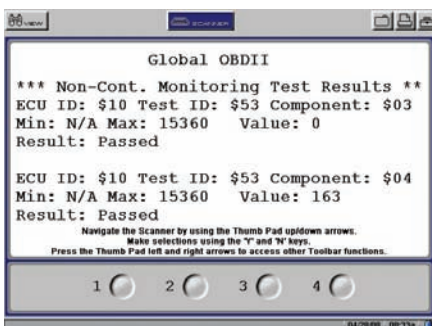 VIEW
SCANNER
Global OBDII
*** Non-Cont. Monitoring Test Results **
ECU ID: $10 Test ID: $53 Component: $03
Min: N/A Max: 15360 Value: 0
Result: Passed
ECU ID: $10 Test ID: $53 Component: $04
Min: N/A Max: 15360 Value: 163
Result: Passed
Navigate the Scanner by using the Thumb Pad up/down arrows.
Make selections using the 'Y' and 'N' keys.
Press the Thumb Pad left and right arrows to access other Toolbar functions.
1 2 3 4